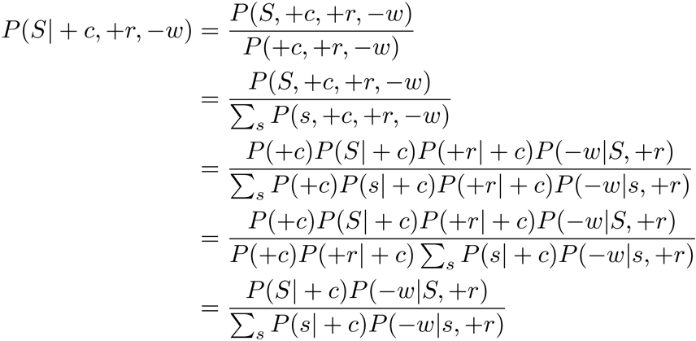 P(S|+c,+r,−w) = P(S,+c,+r,−w) / P(+c,+r,−w)
= P(S,+c,+r,−w) / ∑_s P(s,+c,+r,−w)
= P(+c)P(S|+c)P(+r|+c)P(−w|S,+r) / ∑_s P(+c)P(s|+c)P(+r|+c)P(−w|s,+r)
= P(+c)P(S|+c)P(+r|+c)P(−w|S,+r) / P(+c)P(+r|+c) ∑_s P(s|+c)P(−w|s,+r)
= P(S|+c)P(−w|S,+r) / ∑_s P(s|+c)P(−w|s,+r)